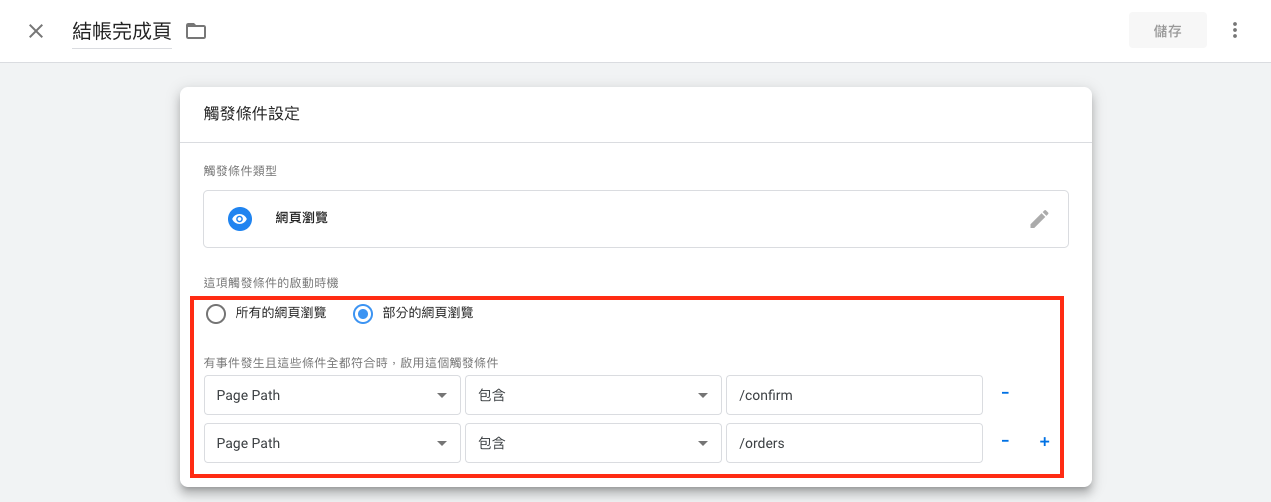 結帳完成頁
儲存
觸發條件設定
觸發條件類型
網頁瀏覽
這項觸發條件的啟動時機
所有的網頁瀏覽 部分的網頁瀏覽
有事件發生且這些條件全都符合時，啟用這個觸發條件
Page Path 包含 /confirm -
Page Path 包含 /orders - +